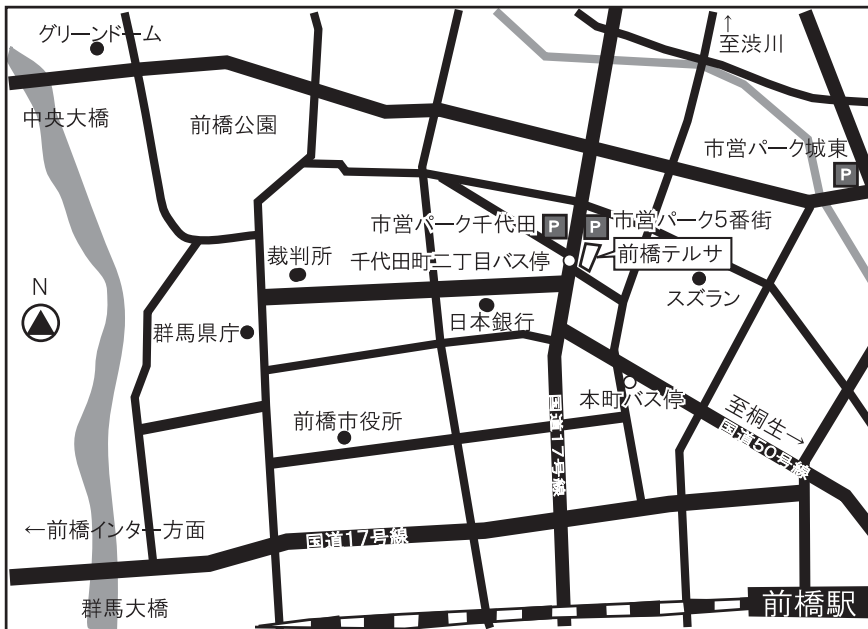 グリーンドーム
↑
至渋川
中央大橋
前橋公園
市営パーク城東
P
市営パーク千代田
P
P
市営パーク5番街
裁判所
千代田町二丁目バス停
前橋テルサ
スズラン
N
日本銀行
群馬県庁
本町バス停
至桐生→
国道50号線
前橋市役所
国道17号線
←前橋インター方面
国道17号線
群馬大橋
前橋駅